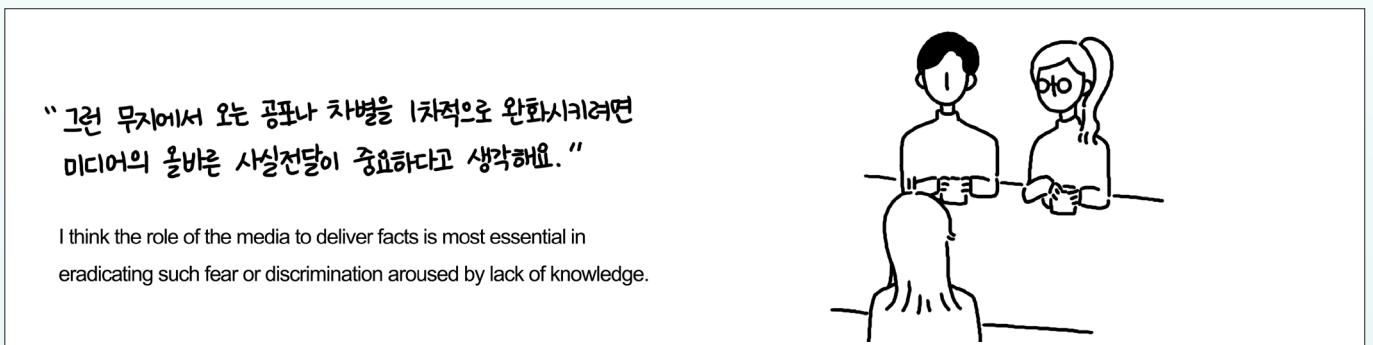 “그런 무지에서 오는 공포나 차별을 1차적으로 완화시키려면
미디어의 올바른 사실전달이 중요하다고 생각해요.”
I think the role of the media to deliver facts is most essential in
eradicating such fear or discrimination aroused by lack of knowledge.